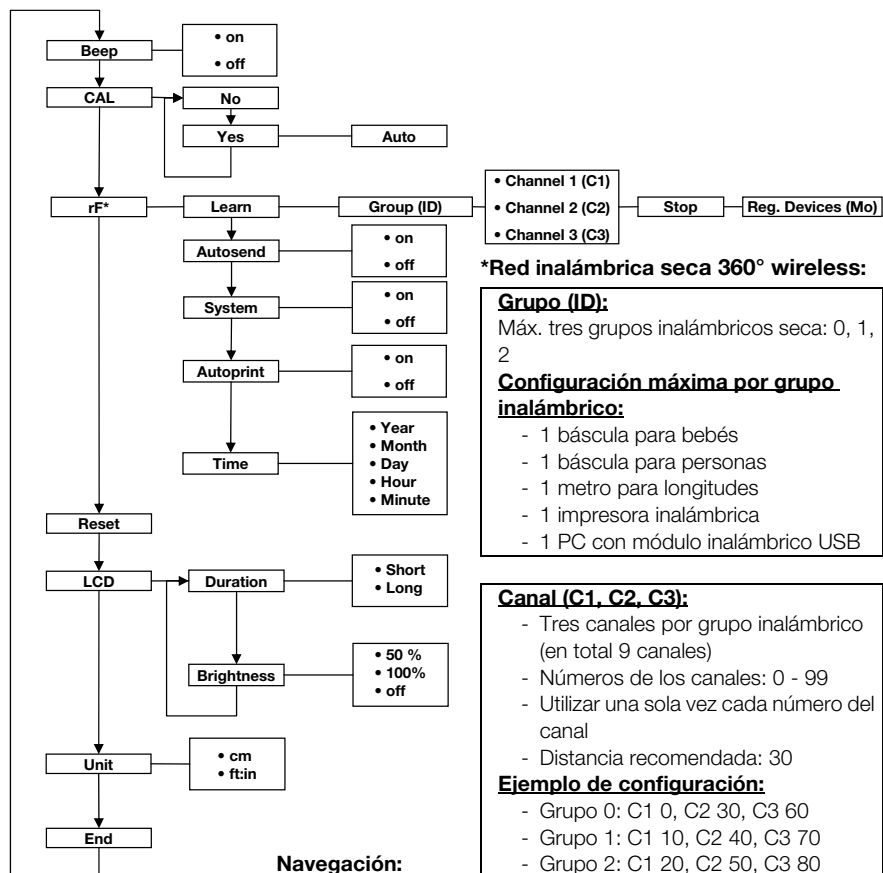 Beep
• on
• off
CAL
No
Yes
Auto
rF*
Learn
Group (ID)
• Channel 1 (C1)
• Channel 2 (C2)
• Channel 3 (C3)
Stop
Reg. Devices (Mo)
Autosend
• on
• off
System
• on
• off
Autoprint
• on
• off
Time
• Year
• Month
• Day
• Hour
• Minute
Reset
LCD
Duration
• Short
• Long
Brightness
• 50 %
• 100%
• off
Unit
• cm
• ft:in
End
Navegación:
*Red inalámbrica seca 360° wireless:
Grupo (ID):
Máx. tres grupos inalámbricos seca: 0, 1,
2
Configuración máxima por grupo
inalámbrico:
- 1 báscula para bebés
- 1 báscula para personas
- 1 metro para longitudes
- 1 impresora inalámbrica
- 1 PC con módulo inalámbrico USB
Canal (C1, C2, C3):
- Tres canales por grupo inalámbrico
(en total 9 canales)
- Números de los canales: 0 - 99
- Utilizar una sola vez cada número del
canal
- Distancia recomendada: 30
Ejemplo de configuración:
- Grupo 0: C1 0, C2 30, C3 60
- Grupo 1: C1 10, C2 40, C3 70
- Grupo 2: C1 20, C2 50, C3 80